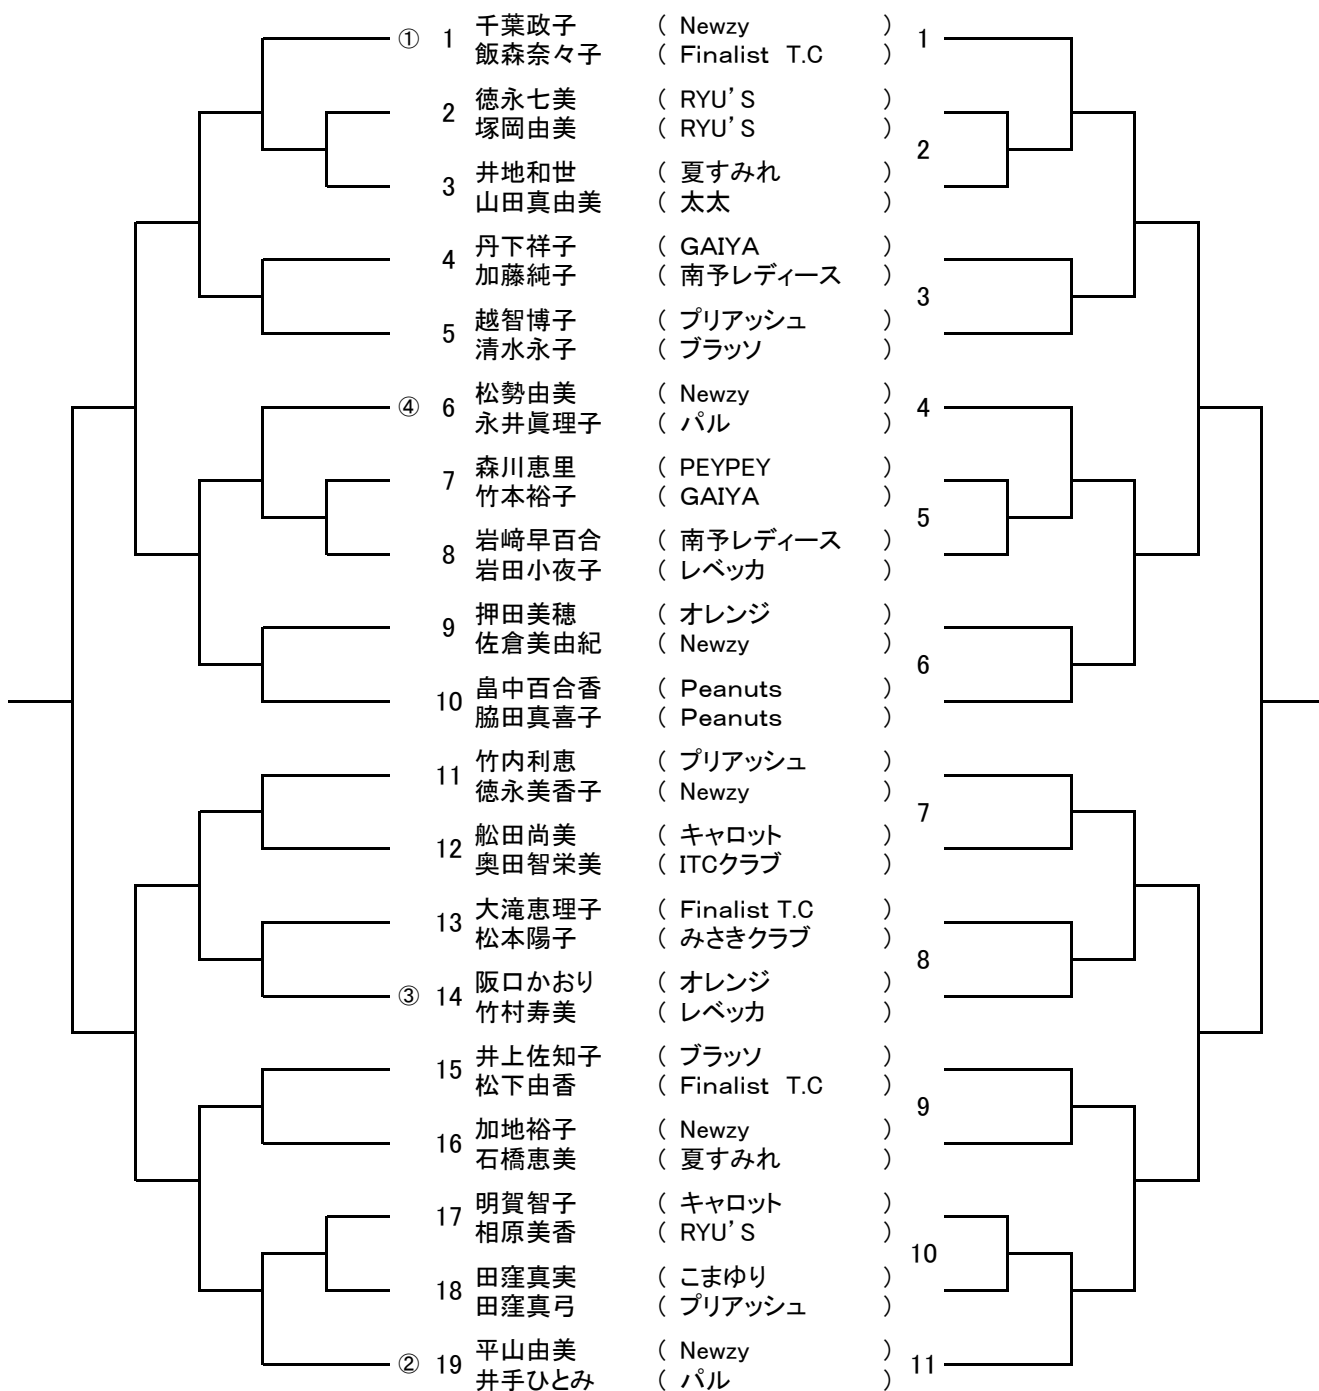 ① 1 千葉政子 ( Newzy ) 1
飯森奈々子 ( Finalist T.C )
2 徳永七美 ( RYU'S )
塚岡由美 ( RYU'S ) 2
3 井地和世 ( 夏すみれ )
山田真由美 ( 太太 )
4 丹下祥子 ( GAIYA )
加藤純子 ( 南予レディース ) 3
5 越智博子 ( プリアッシュ )
清水永子 ( ブラッソ )
④ 6 松勢由美 ( Newzy ) 4
永井眞理子 ( パル )
7 森川恵里 ( PEYPEY )
竹本裕子 ( GAIYA ) 5
8 岩﨑早百合 ( 南予レディース )
岩田小夜子 ( レベッカ )
9 押田美穂 ( オレンジ )
佐倉美由紀 ( Newzy ) 6
10 畠中百合香 ( Peanuts )
脇田真喜子 ( Peanuts )
11 竹内利恵 ( プリアッシュ )
徳永美香子 ( Newzy ) 7
12 舩田尚美 ( キャロット )
奥田智栄美 ( ITCクラブ )
13 大滝恵理子 ( Finalist T.C )
松本陽子 ( みさきクラブ ) 8
③ 14 阪口かおり ( オレンジ )
竹村寿美 ( レベッカ )
15 井上佐知子 ( ブラッソ )
松下由香 ( Finalist T.C ) 9
16 加地裕子 ( Newzy )
石橋恵美 ( 夏すみれ )
17 明賀智子 ( キャロット )
相原美香 ( RYU'S ) 10
18 田窪真実 ( こまゆり )
田窪真弓 ( プリアッシュ )
② 19 平山由美 ( Newzy ) 11
井手ひとみ ( パル )